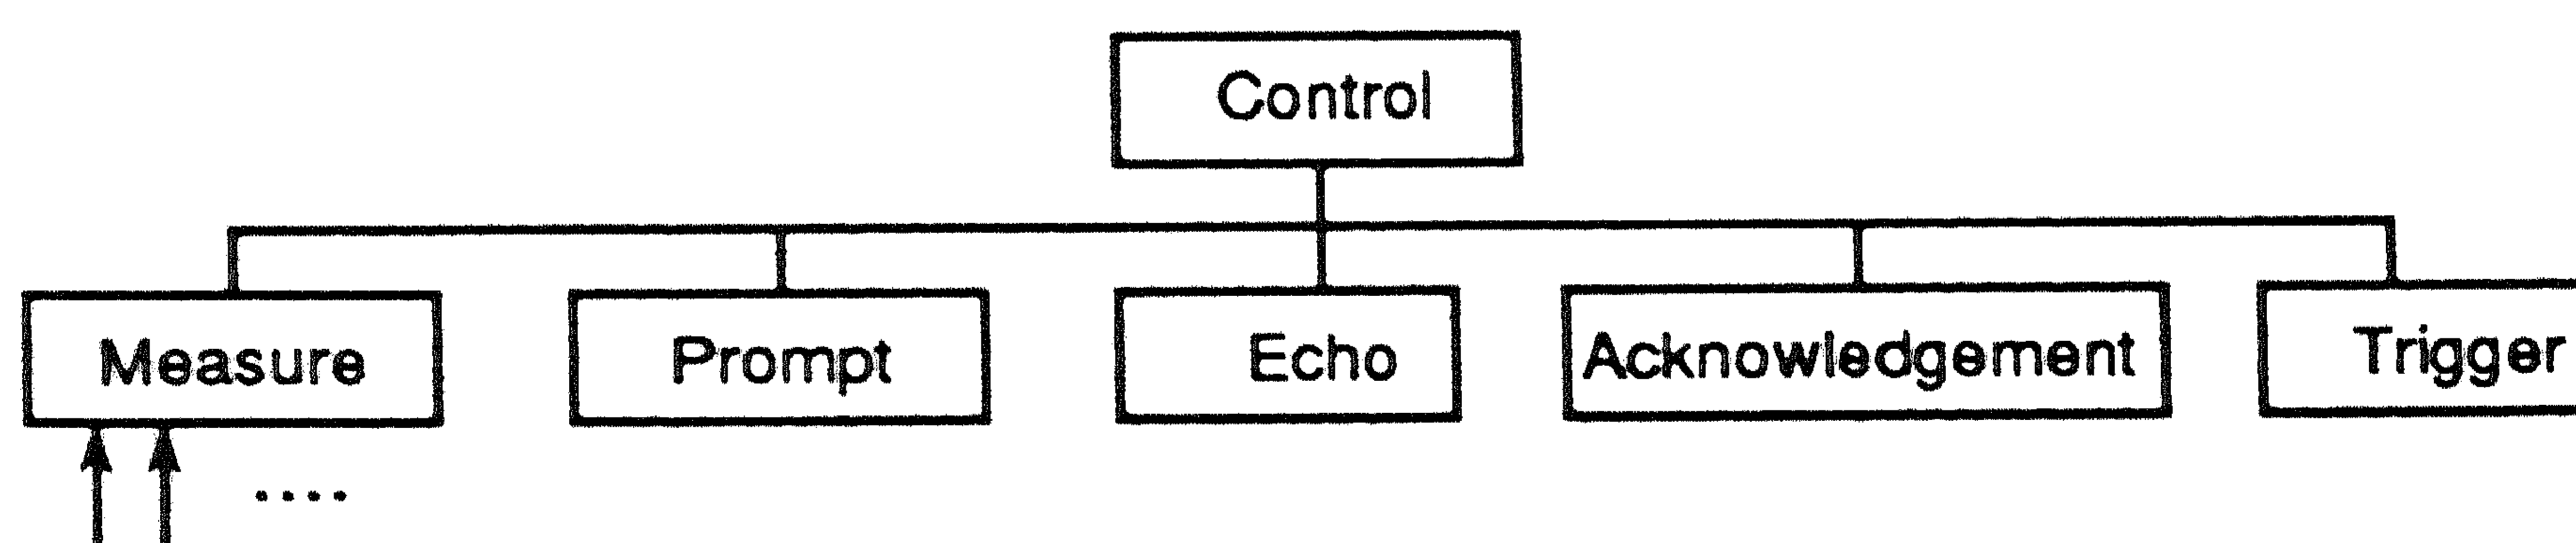 Control
Measure
Prompt
Echo
Acknowledgement
Trigger
....